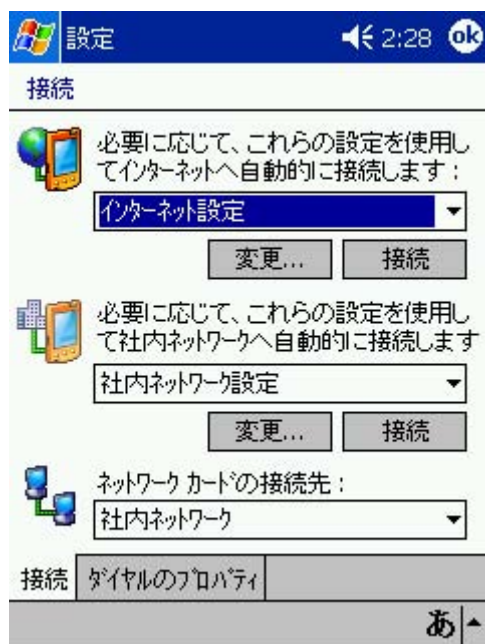 設定 2:28 ok
接続
必要に応じて、これらの設定を使用し
てインターネットへ自動的に接続します：
インターネット設定
変更... 接続
必要に応じて、これらの設定を使用し
て社内ネットワークへ自動的に接続します
社内ネットワーク設定
変更... 接続
ネットワーク カードの接続先：
社内ネットワーク
接続 ダイヤルのプロパティ
あ